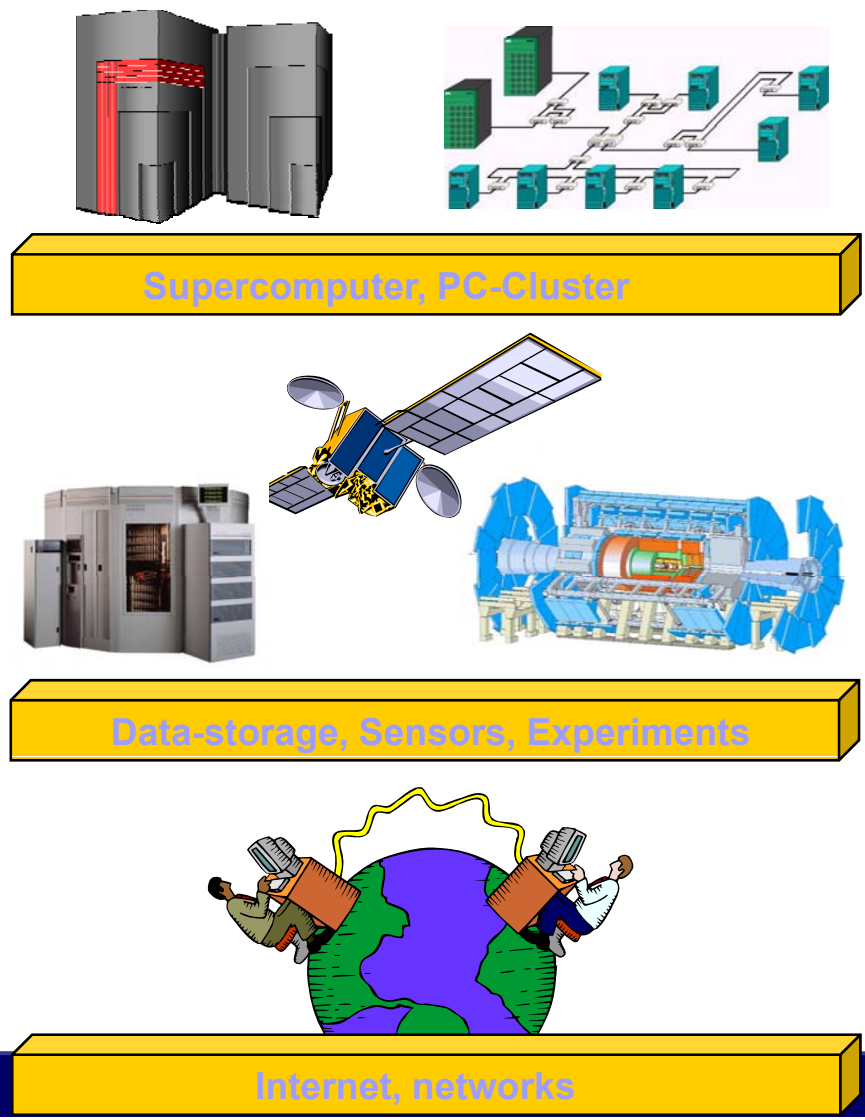 Supercomputer, PC-Cluster
Data-storage, Sensors, Experiments
Internet, networks